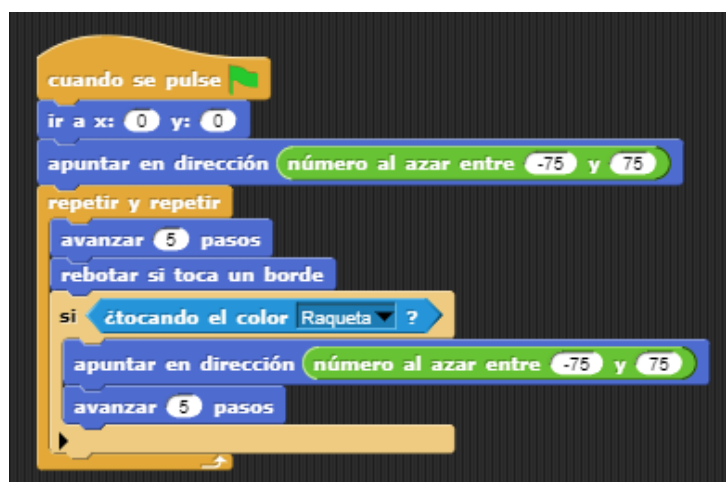 cuando se pulse
ir a x: 0 y: 0
apuntar en dirección número al azar entre -75 y 75
repetir y repetir
avanzar 5 pasos
rebotar si toca un borde
si ¿tocando el color Raqueta ?
apuntar en dirección número al azar entre -75 y 75
avanzar 5 pasos